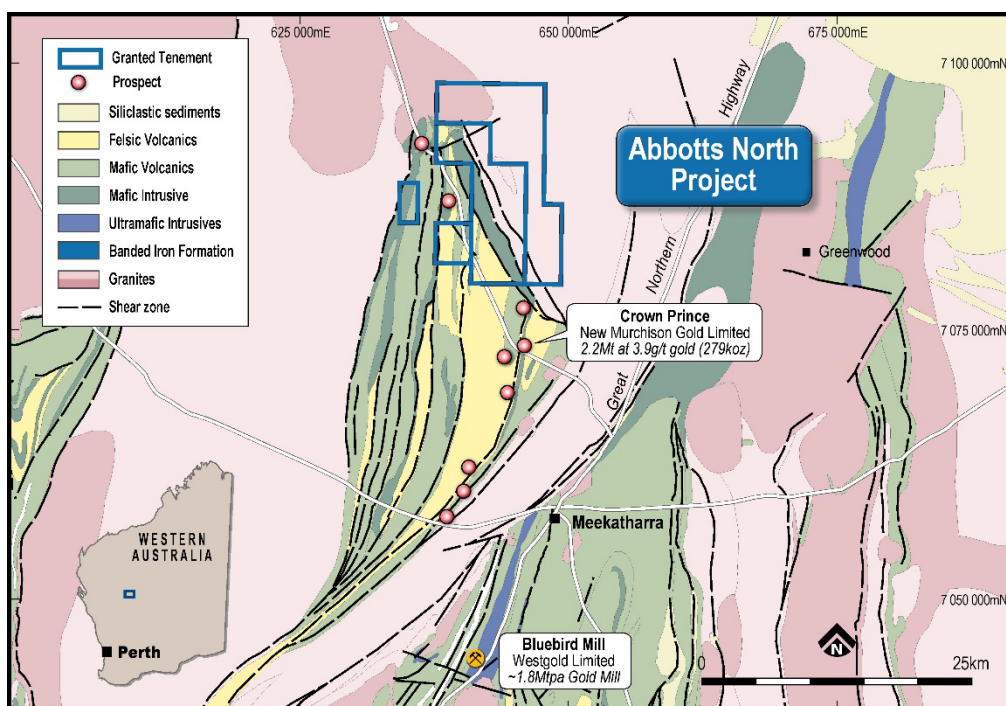 625 000mE
650 000mE
675 000mE
7 100 000mN
7 075 000mN
7 050 000mN
Granted Tenement
Prospect
Siliclastic sediments
Felsic Volcanics
Mafic Volcanics
Mafic Intrusive
Ultramafic Intrusives
Banded Iron Formation
Granites
Shear zone
Abbotts North
Project
Highway
Northern
Great
Greenwood
Crown Prince
New Murchison Gold Limited
2.2Mt at 3.9g/t gold (279koz)
Meekatharra
WESTERN
AUSTRALIA
Perth
Bluebird Mill
Westgold Limited
~1.8Mtpa Gold Mill
N
0
25km